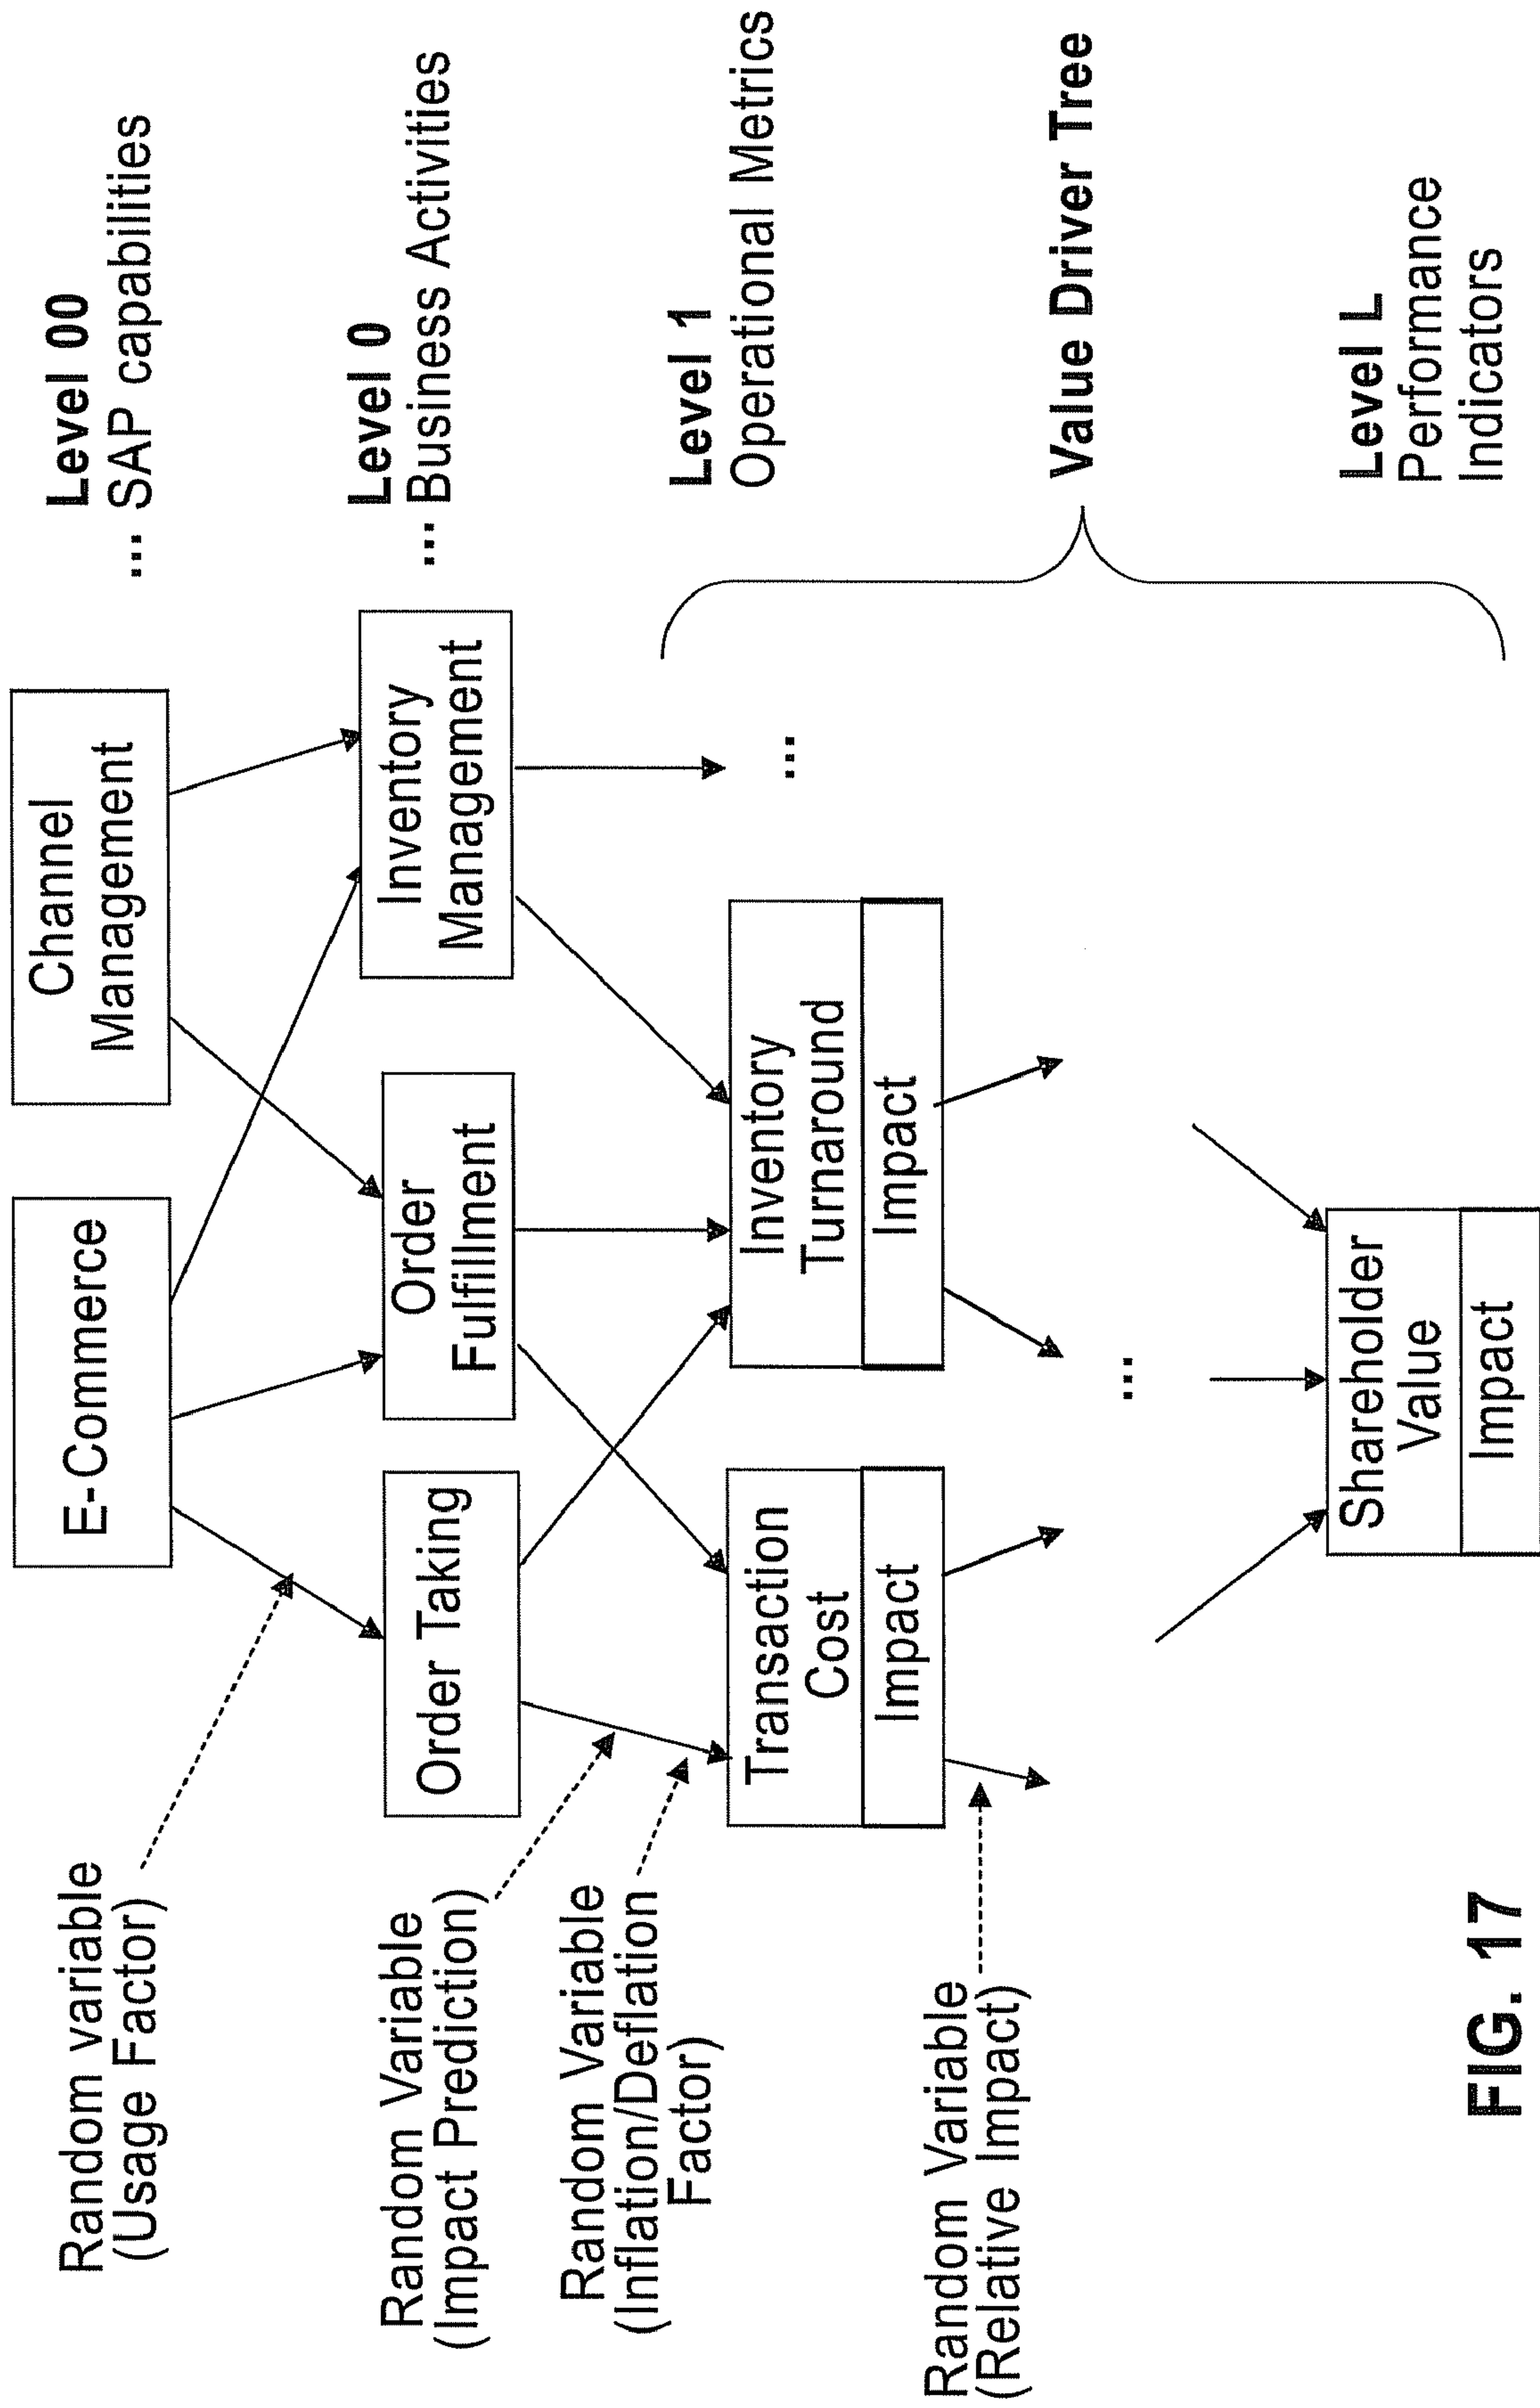 Random variable
(Usage Factor)
E-Commerce
Channel
Management
Level 00
... SAP capabilities
Random Variable
(Impact Prediction)
Order Taking
Order
Fulfillment
Inventory
Management
Level 0
... Business Activities
Random Variable
(Inflation/Deflation
Factor)
Transaction
Cost
Impact
Inventory
Turnaround
Impact
...
Level 1
Operational Metrics
Random Variable
(Relative Impact)
...
Value Driver Tree
Shareholder
Value
Impact
Level L
Performance
Indicators
FIG. 17